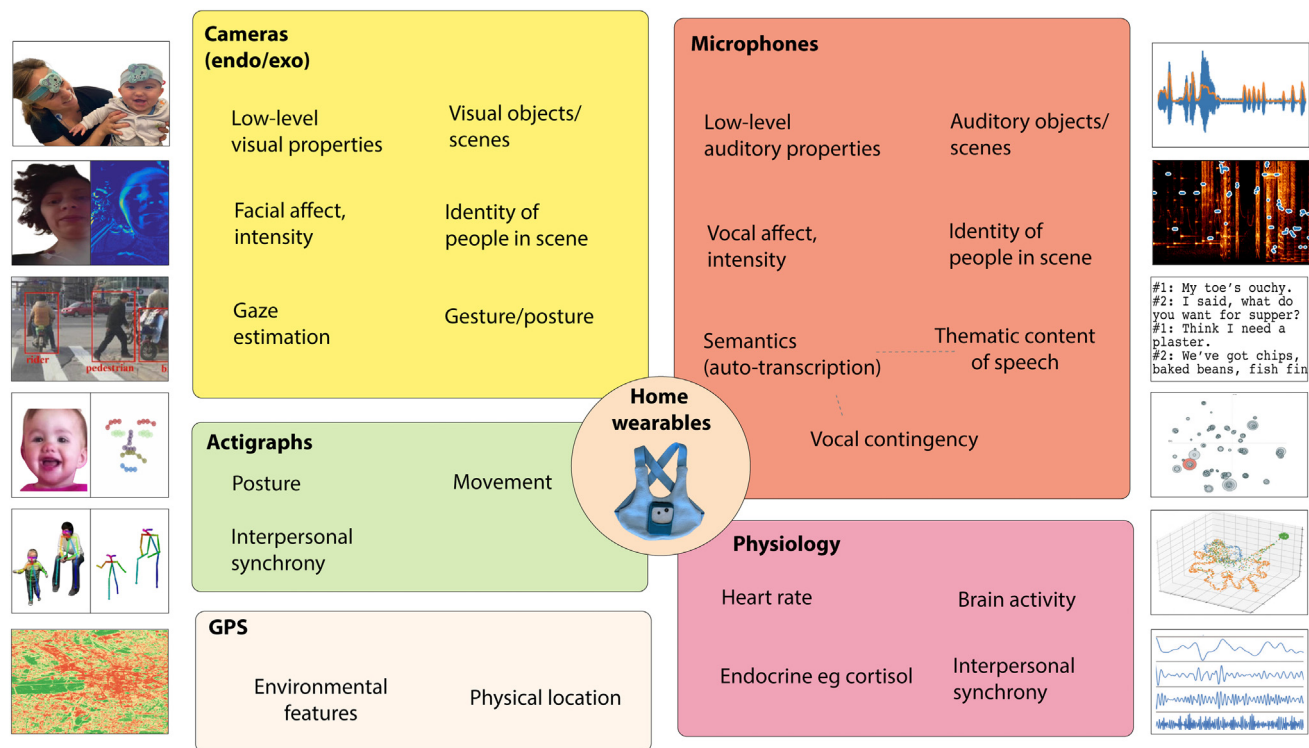 Cameras
(endo/exo)
Low-level
visual properties
Visual objects/
scenes
Facial affect,
intensity
Identity of
people in scene
Gaze
estimation
Gesture/posture
Microphones
Low-level
auditory properties
Auditory objects/
scenes
Vocal affect,
intensity
Identity of
people in scene
Semantics
(auto-transcription)
Thematic content
of speech
Vocal contingency
Home
wearables
Actigraphs
Posture
Movement
Interpersonal
synchrony
Physiology
Heart rate
Brain activity
Endocrine eg cortisol
Interpersonal
synchrony
GPS
Environmental
features
Physical location
rider
pedestrian
b
#1: My toe's ouchy.
#2: I said, what do
you want for supper?
#1: Think I need a
plaster.
#2: We've got chips,
baked beans, fish fin